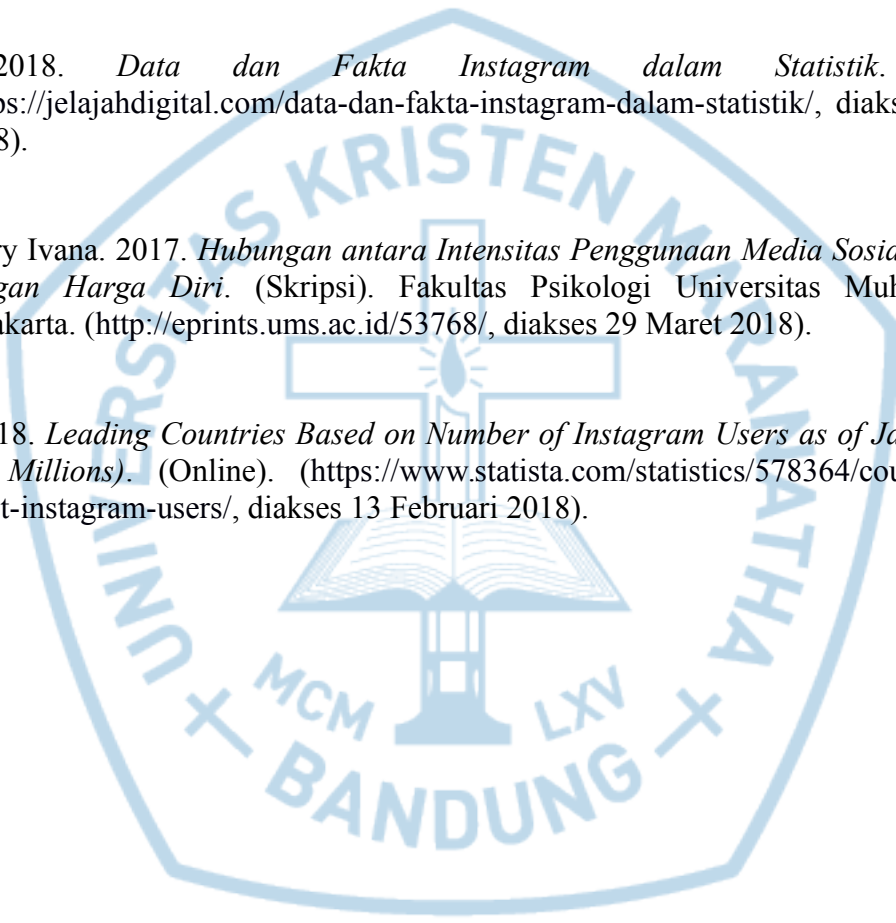 2018. Data dan Fakta Instagram dalam Statistik.
ps://jelajahdigital.com/data-dan-fakta-instagram-dalam-statistik/, diaks
8).
ry Ivana. 2017. Hubungan antara Intensitas Penggunaan Media Sosia
gan Harga Diri. (Skripsi). Fakultas Psikologi Universitas Muh
akarta. (http://eprints.ums.ac.id/53768/, diakses 29 Maret 2018).
18. Leading Countries Based on Number of Instagram Users as of Ja
Millions). (Online). (https://www.statista.com/statistics/578364/cou
t-instagram-users/, diakses 13 Februari 2018).
UNIVERSITAS KRISTEN MARANATHA
MCM LXV
BANDUNG